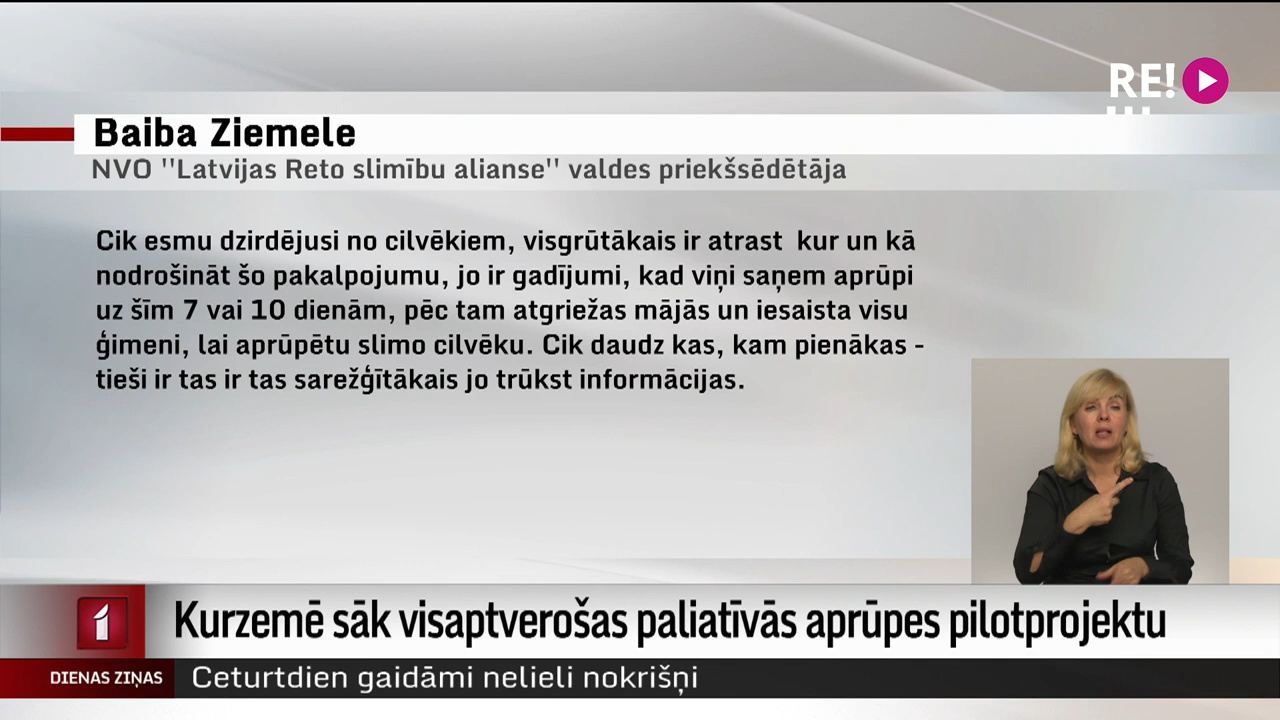 RE!
Baiba Ziemele
NVO "Latvijas Reto slimību alianse" valdes priekšsēdētāja
Cik esmu dzirdējusi no cilvēkiem, visgrūtākais ir atrast  kur un kā
nodrošināt šo pakalpojumu, jo ir gadījumi, kad viņi saņem aprūpi
uz šīm 7 vai 10 dienām, pēc tam atgriežas mājās un iesaista visu
ģimeni, lai aprūpētu slimo cilvēku. Cik daudz kas, kam pienākas -
tieši ir tas ir tas sarežģītākais jo trūkst informācijas.
1 Kurzemē sāk visaptverošas paliatīvās aprūpes pilotprojektu
DIENAS ZIŅAS Ceturtdien gaidāmi nelieli nokrišņi